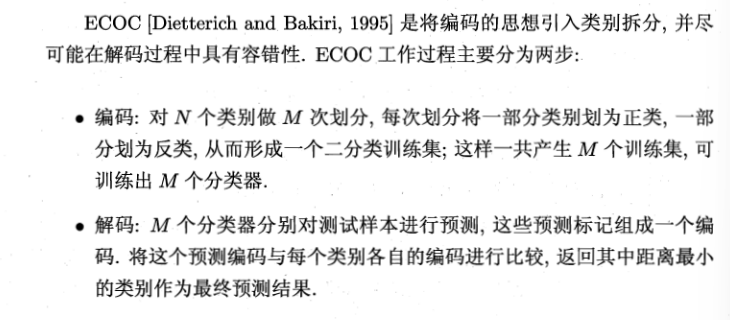 ECOC [Dietterich and Bakiri, 1995] 是将编码的思想引入类别拆分, 并尽
可能在解码过程中具有容错性. ECOC 工作过程主要分为两步:
• 编码: 对 N 个类别做 M 次划分, 每次划分将一部分类别划为正类, 一部
分划为反类, 从而形成一个二分类训练集; 这样一共产生 M 个训练集, 可
训练出 M 个分类器.
• 解码: M 个分类器分别对测试样本进行预测, 这些预测标记组成一个编
码. 将这个预测编码与每个类别各自的编码进行比较, 返回其中距离最小
的类别作为最终预测结果.